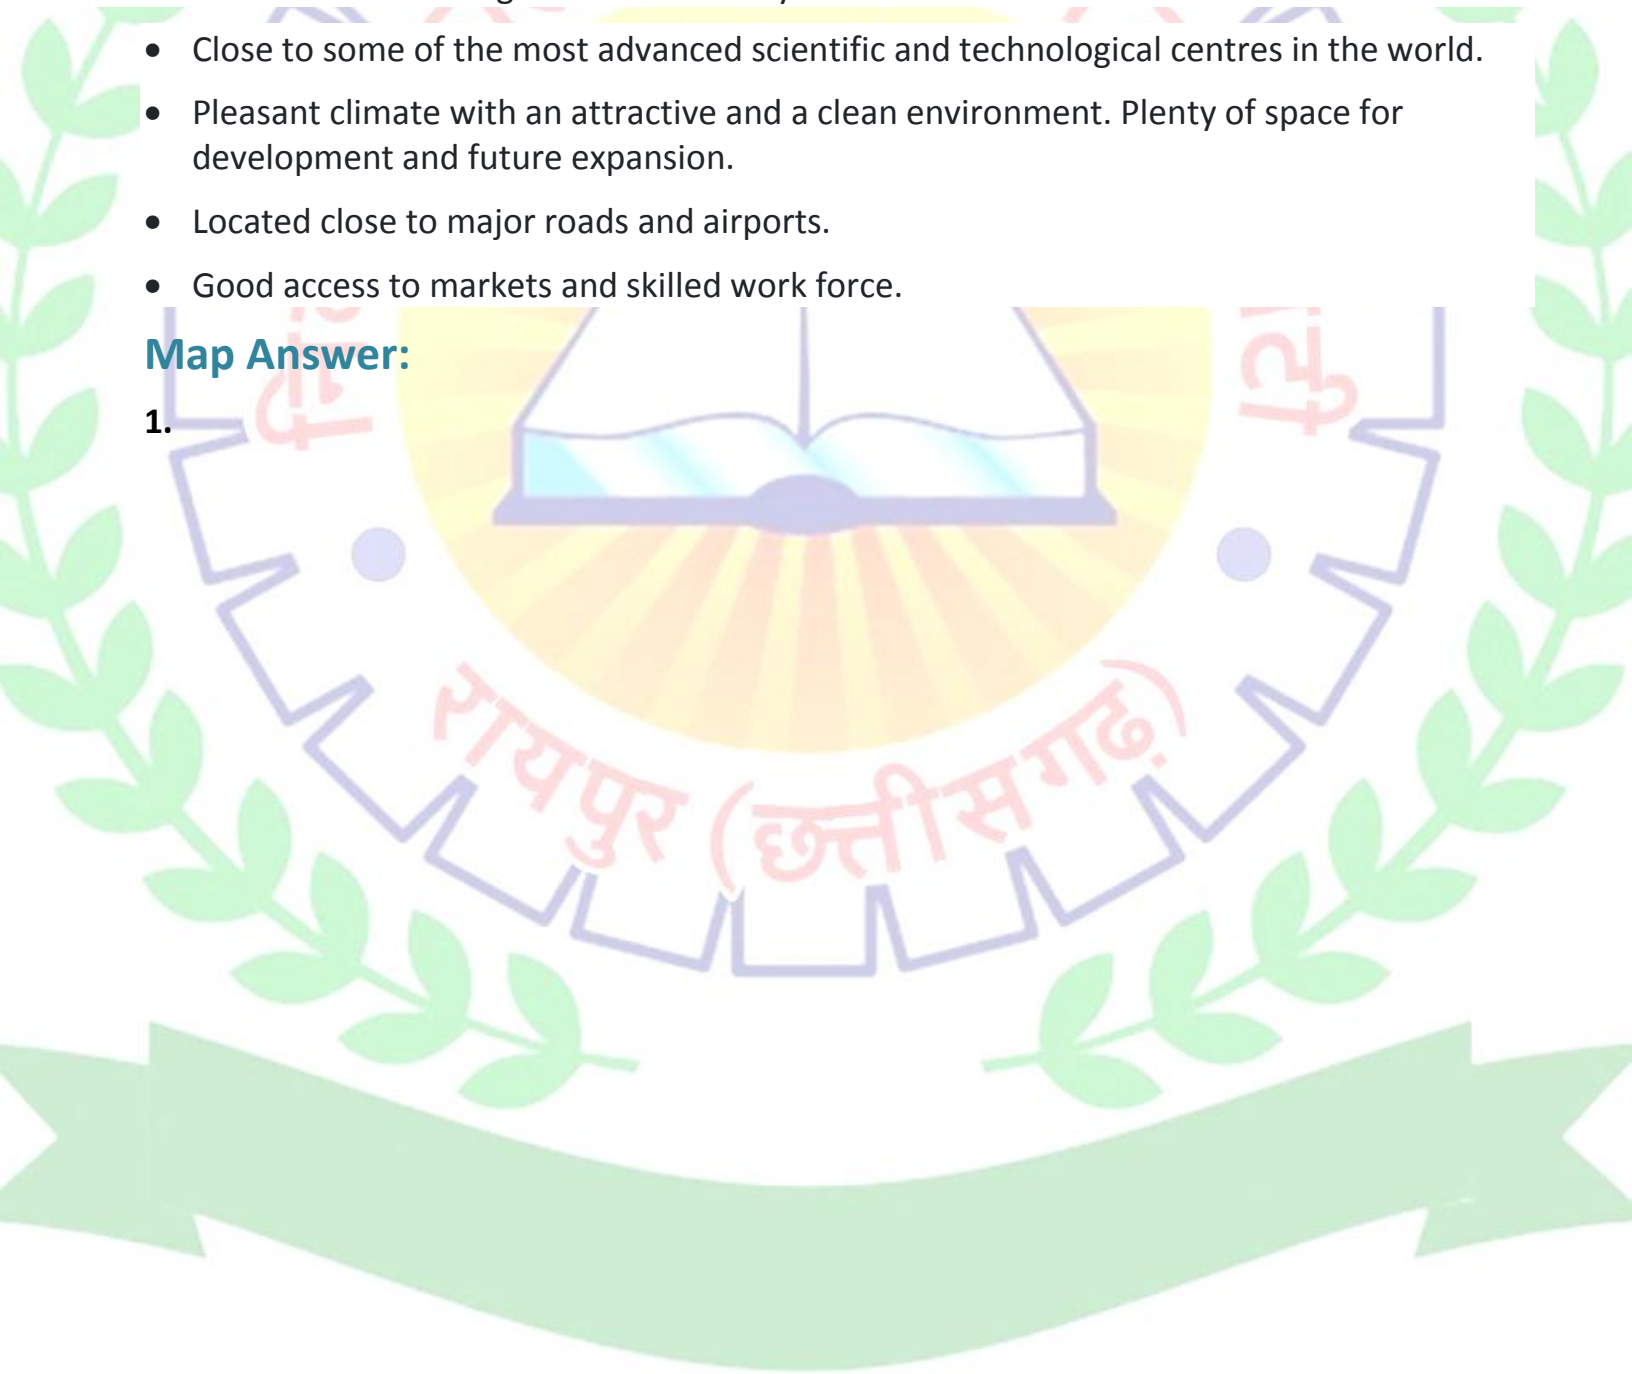 • Close to some of the most advanced scientific and technological centres in the world.
• Pleasant climate with an attractive and a clean environment. Plenty of space for
development and future expansion.
• Located close to major roads and airports.
• Good access to markets and skilled work force.
Map Answer:
1.
रायपुर (छत्तीसगढ़)